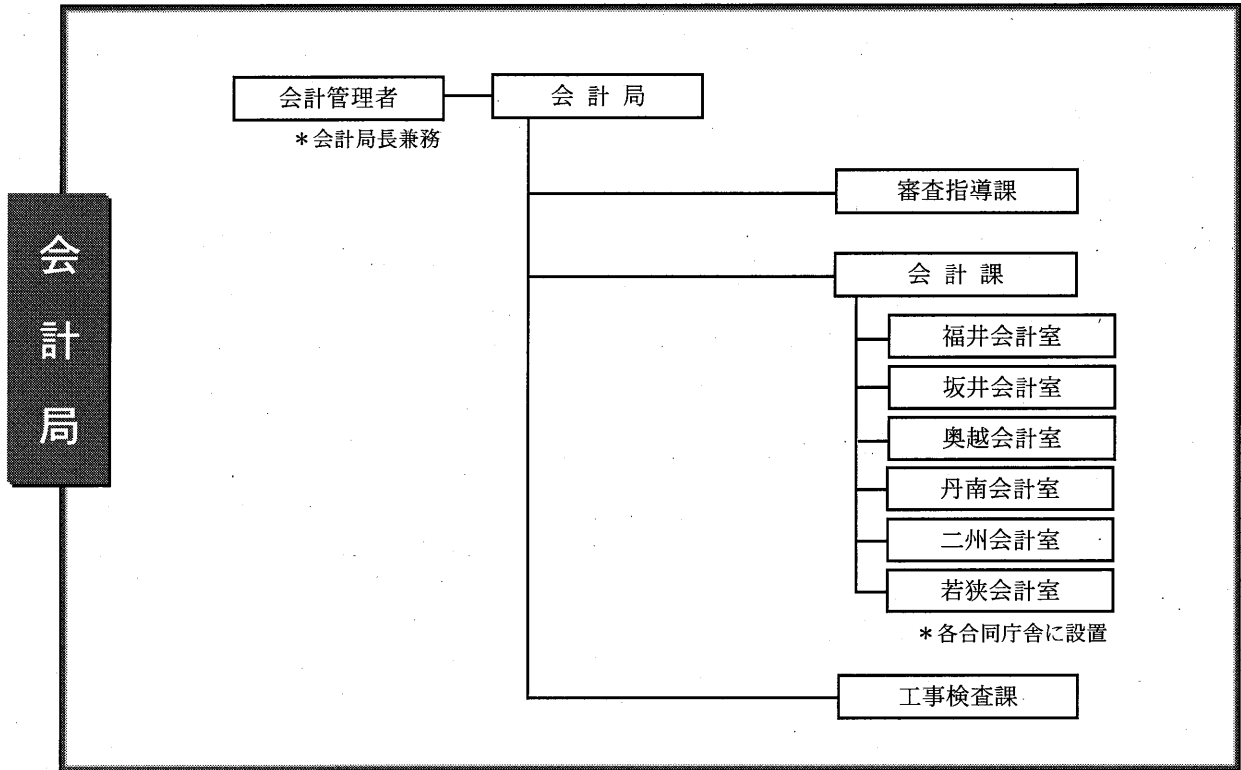 会計局
会計管理者
会計局
＊会計局長兼務
審査指導課
会計課
福井会計室
坂井会計室
奥越会計室
丹南会計室
二州会計室
若狭会計室
＊各合同庁舎に設置
工事検査課